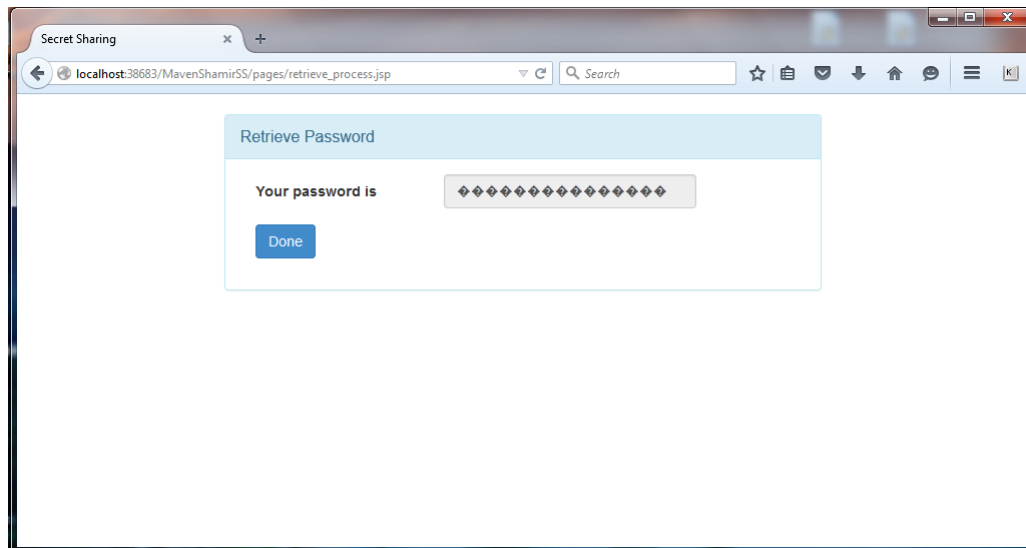 Secret Sharing
localhost:38683/MavenShamirSS/pages/retrieve_process.jsp
Search
K
Retrieve Password
Your password is ���������������
Done